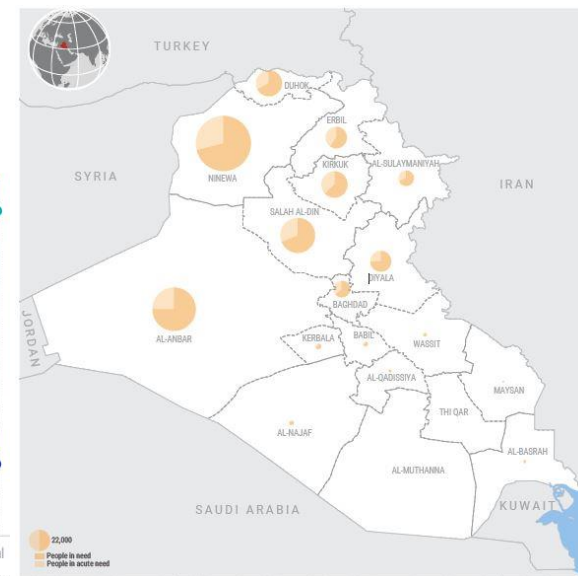 TURKEY
DUHOK
ERBIL
NINEWA
KIRKUK
AL-SULAYMANIYAH
SYRIA
IRAN
SALAH AL-DIN
DIYALA
BAGHDAD
AL-ANBAR
JORDAN
KERBALA
BABIL
WASSIT
AL-QADISSIYA
MAYSAN
THI QAR
AL-NAJAF
AL-BASRAH
AL-MUTHANNA
SAUDI ARABIA
KUWAIT
22,000
People in need
People in acute need